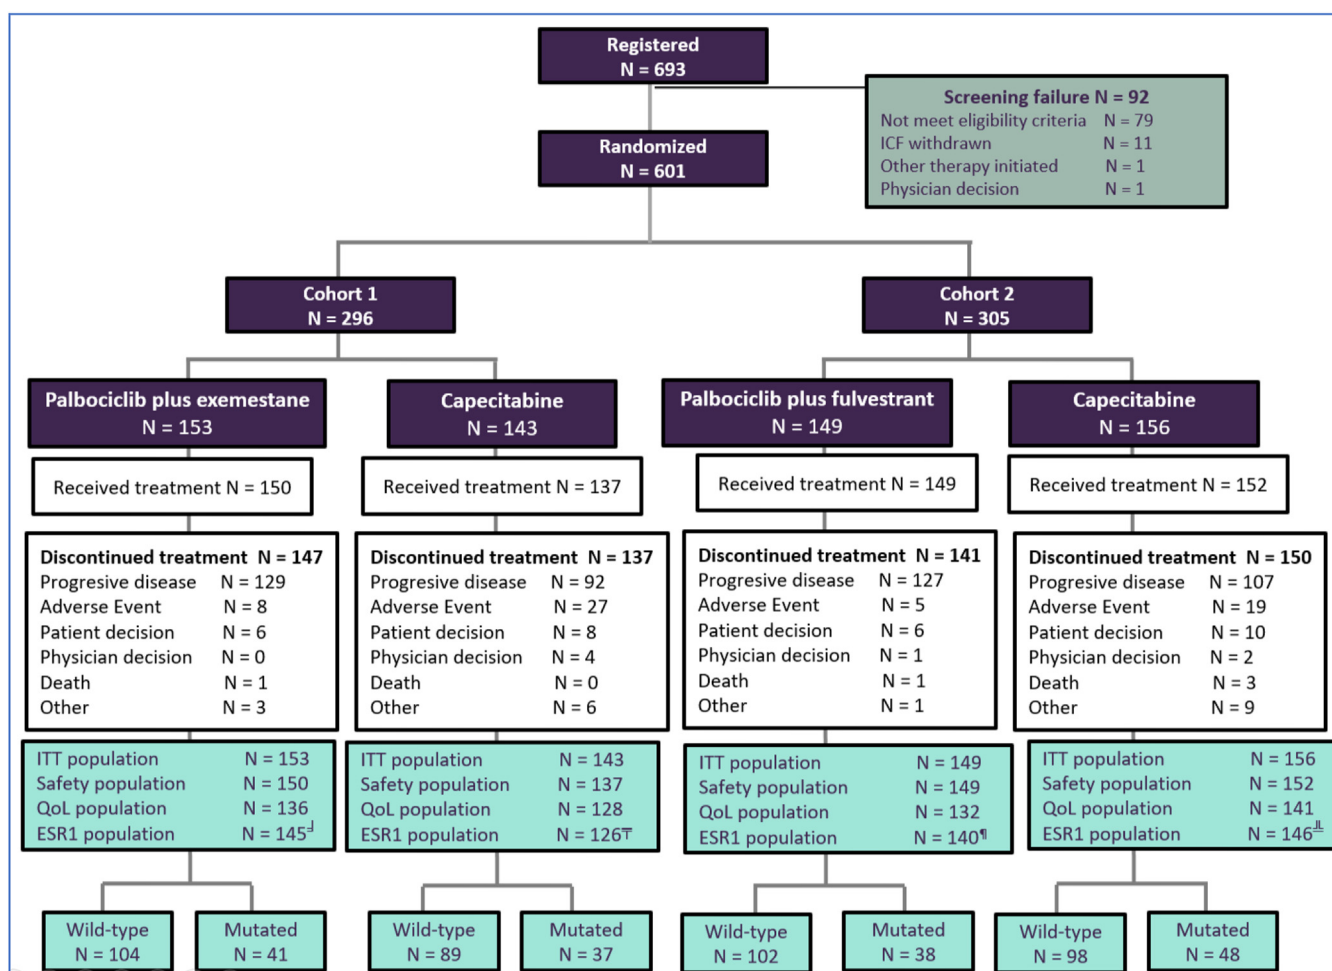 Registered
N = 693
Screening failure N = 92
Not meet eligibility criteria N = 79
ICF withdrawn N = 11
Other therapy initiated N = 1
Physician decision N = 1
Randomized
N = 601
Cohort 1
N = 296
Cohort 2
N = 305
Palbociclib plus exemestane
N = 153
Capecitabine
N = 143
Palbociclib plus fulvestrant
N = 149
Capecitabine
N = 156
Received treatment N = 150
Received treatment N = 137
Received treatment N = 149
Received treatment N = 152
Discontinued treatment N = 147
Progresive disease N = 129
Adverse Event N = 8
Patient decision N = 6
Physician decision N = 0
Death N = 1
Other N = 3
Discontinued treatment N = 137
Progresive disease N = 92
Adverse Event N = 27
Patient decision N = 8
Physician decision N = 4
Death N = 0
Other N = 6
Discontinued treatment N = 141
Progresive disease N = 127
Adverse Event N = 5
Patient decision N = 6
Physician decision N = 1
Death N = 1
Other N = 1
Discontinued treatment N = 150
Progresive disease N = 107
Adverse Event N = 19
Patient decision N = 10
Physician decision N = 2
Death N = 3
Other N = 9
ITT population N = 153
Safety population N = 150
QoL population N = 136
ESR1 population N = 145╛
ITT population N = 143
Safety population N = 137
QoL population N = 128
ESR1 population N = 126╤
ITT population N = 149
Safety population N = 149
QoL population N = 132
ESR1 population N = 140¶
ITT population N = 156
Safety population N = 152
QoL population N = 141
ESR1 population N = 146╩
Wild-type
N = 104
Mutated
N = 41
Wild-type
N = 89
Mutated
N = 37
Wild-type
N = 102
Mutated
N = 38
Wild-type
N = 98
Mutated
N = 48